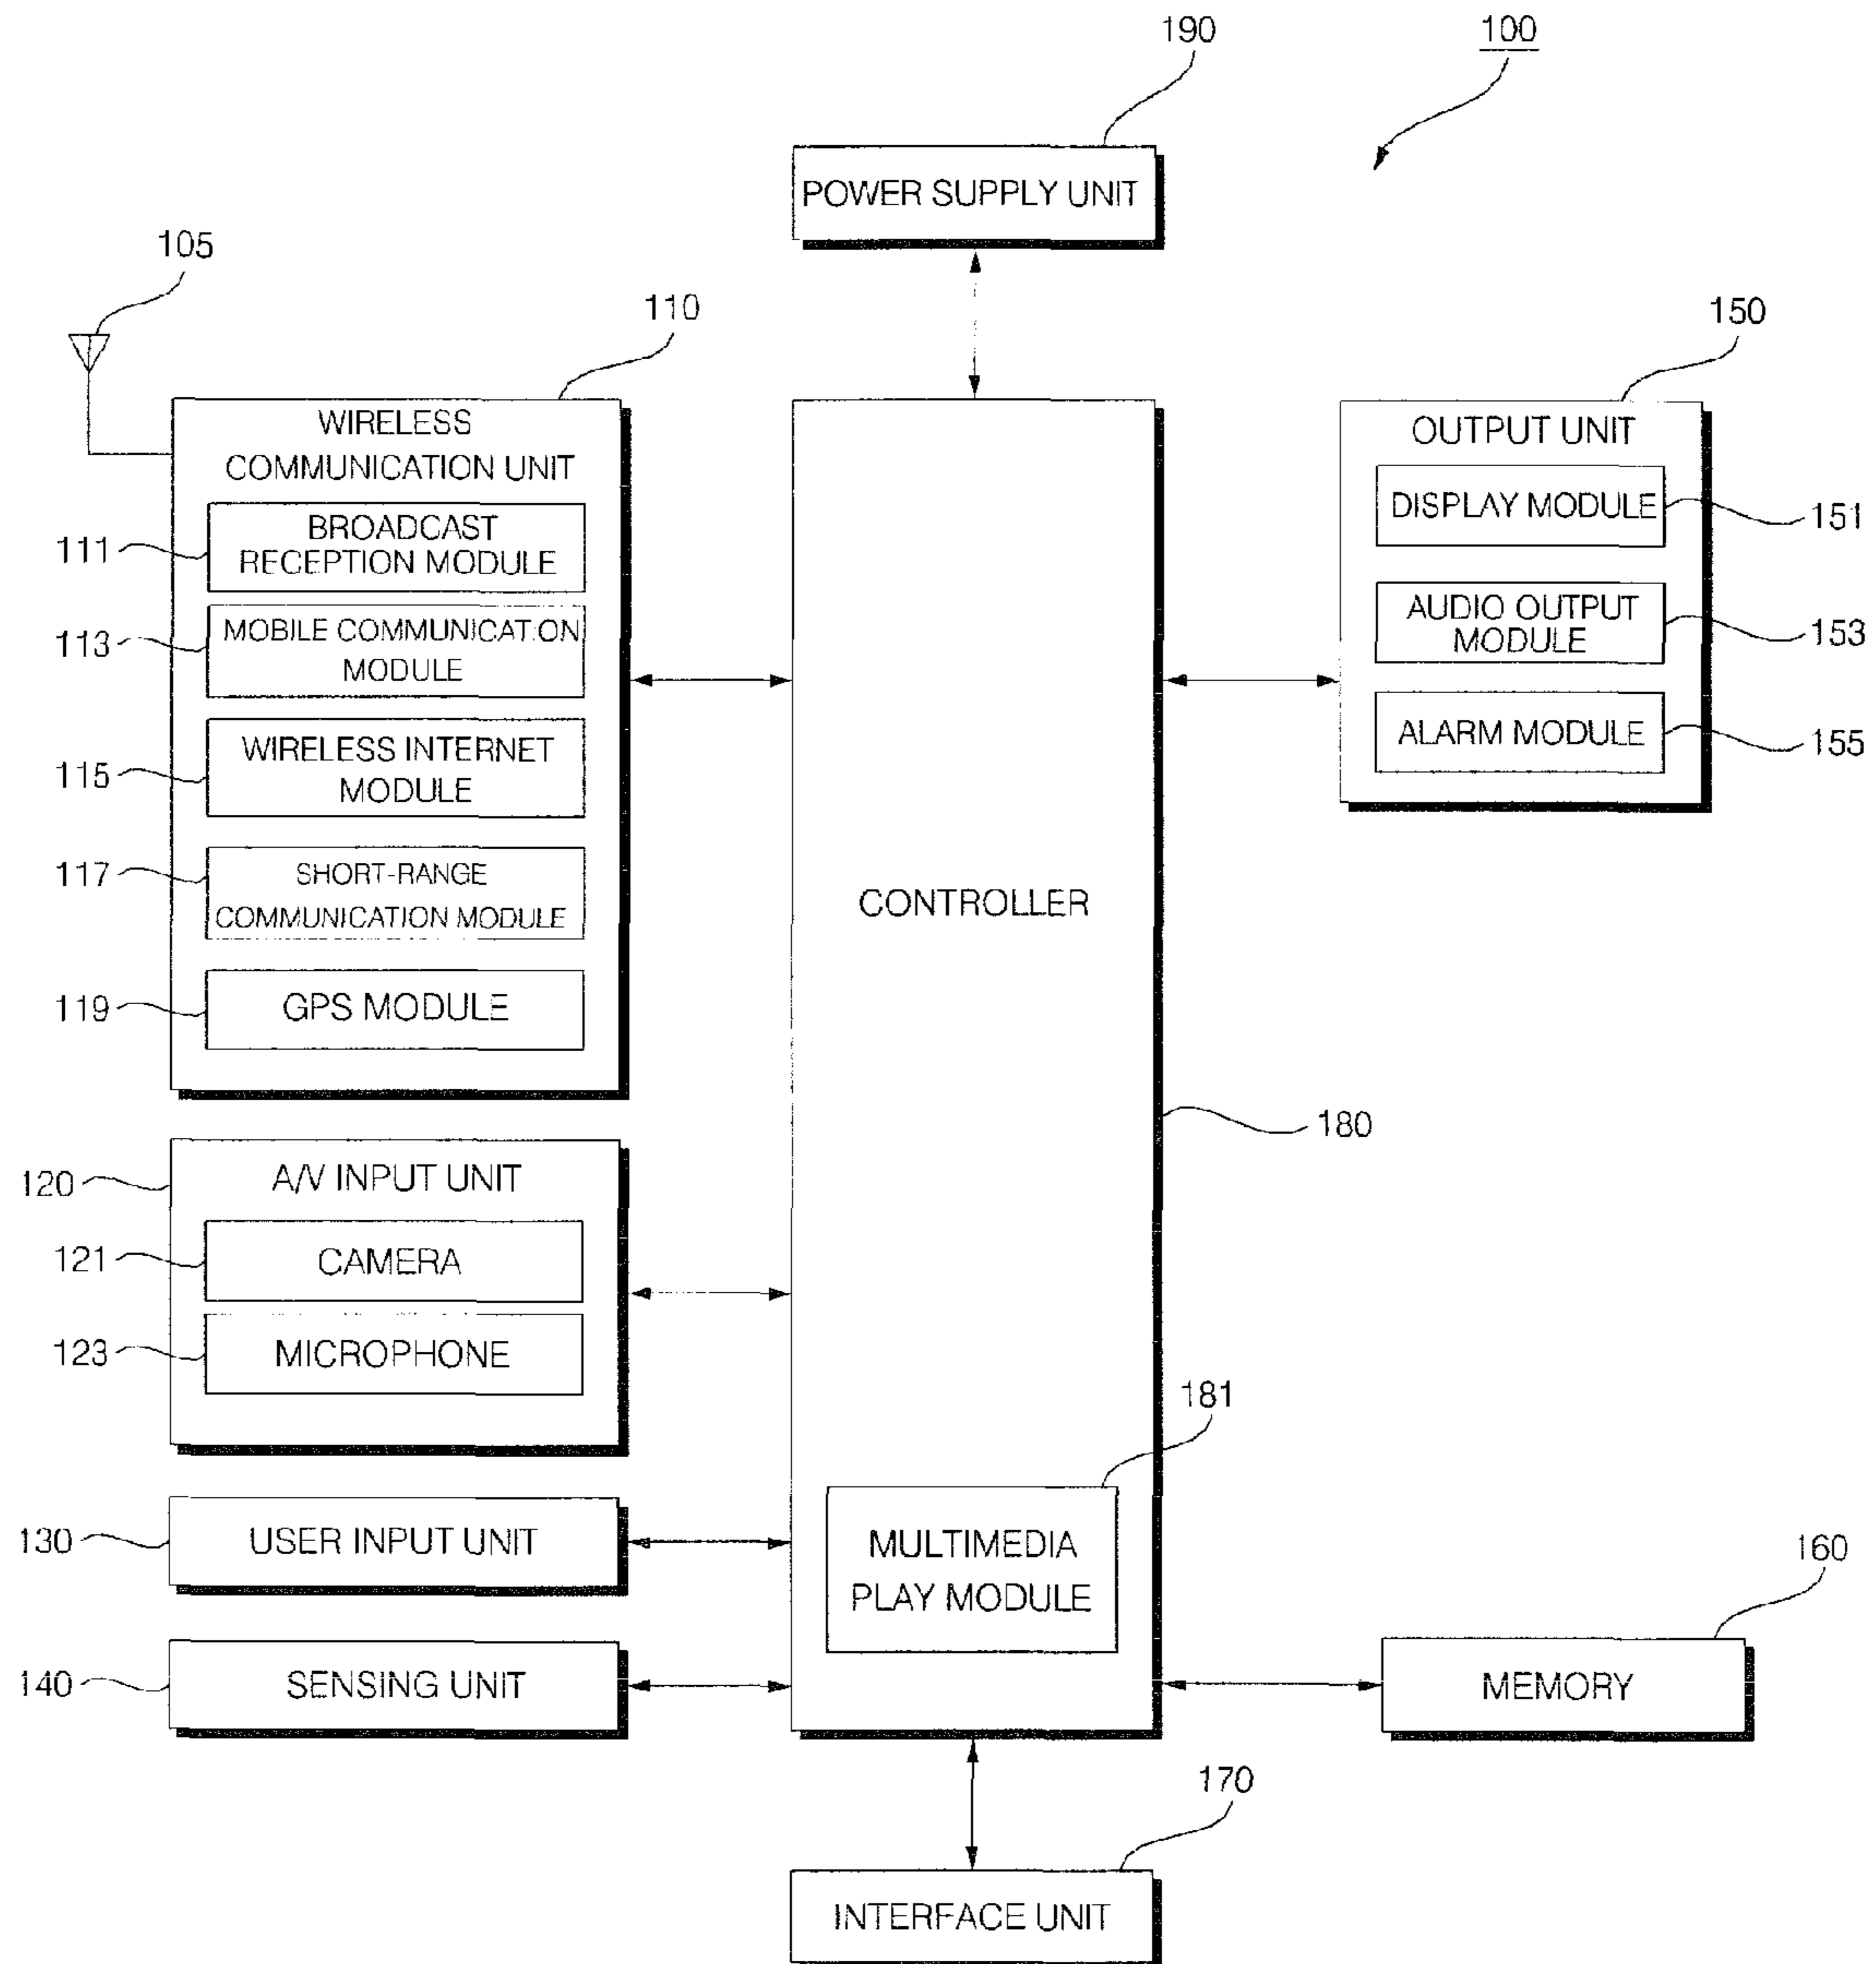 190
100
POWER SUPPLY UNIT
105
110
150
WIRELESS
COMMUNICATION UNIT
OUTPUT UNIT
BROADCAST
RECEPTION MODULE
111
DISPLAY MODULE
151
MOBILE COMMUNICATION
MODULE
113
AUDIO OUTPUT
MODULE
153
WIRELESS INTERNET
MODULE
115
ALARM MODULE
155
SHORT-RANGE
COMMUNICATION MODULE
117
CONTROLLER
GPS MODULE
119
180
A/V INPUT UNIT
120
CAMERA
121
MICROPHONE
123
181
USER INPUT UNIT
130
MULTIMEDIA
PLAY MODULE
160
SENSING UNIT
140
MEMORY
170
INTERFACE UNIT